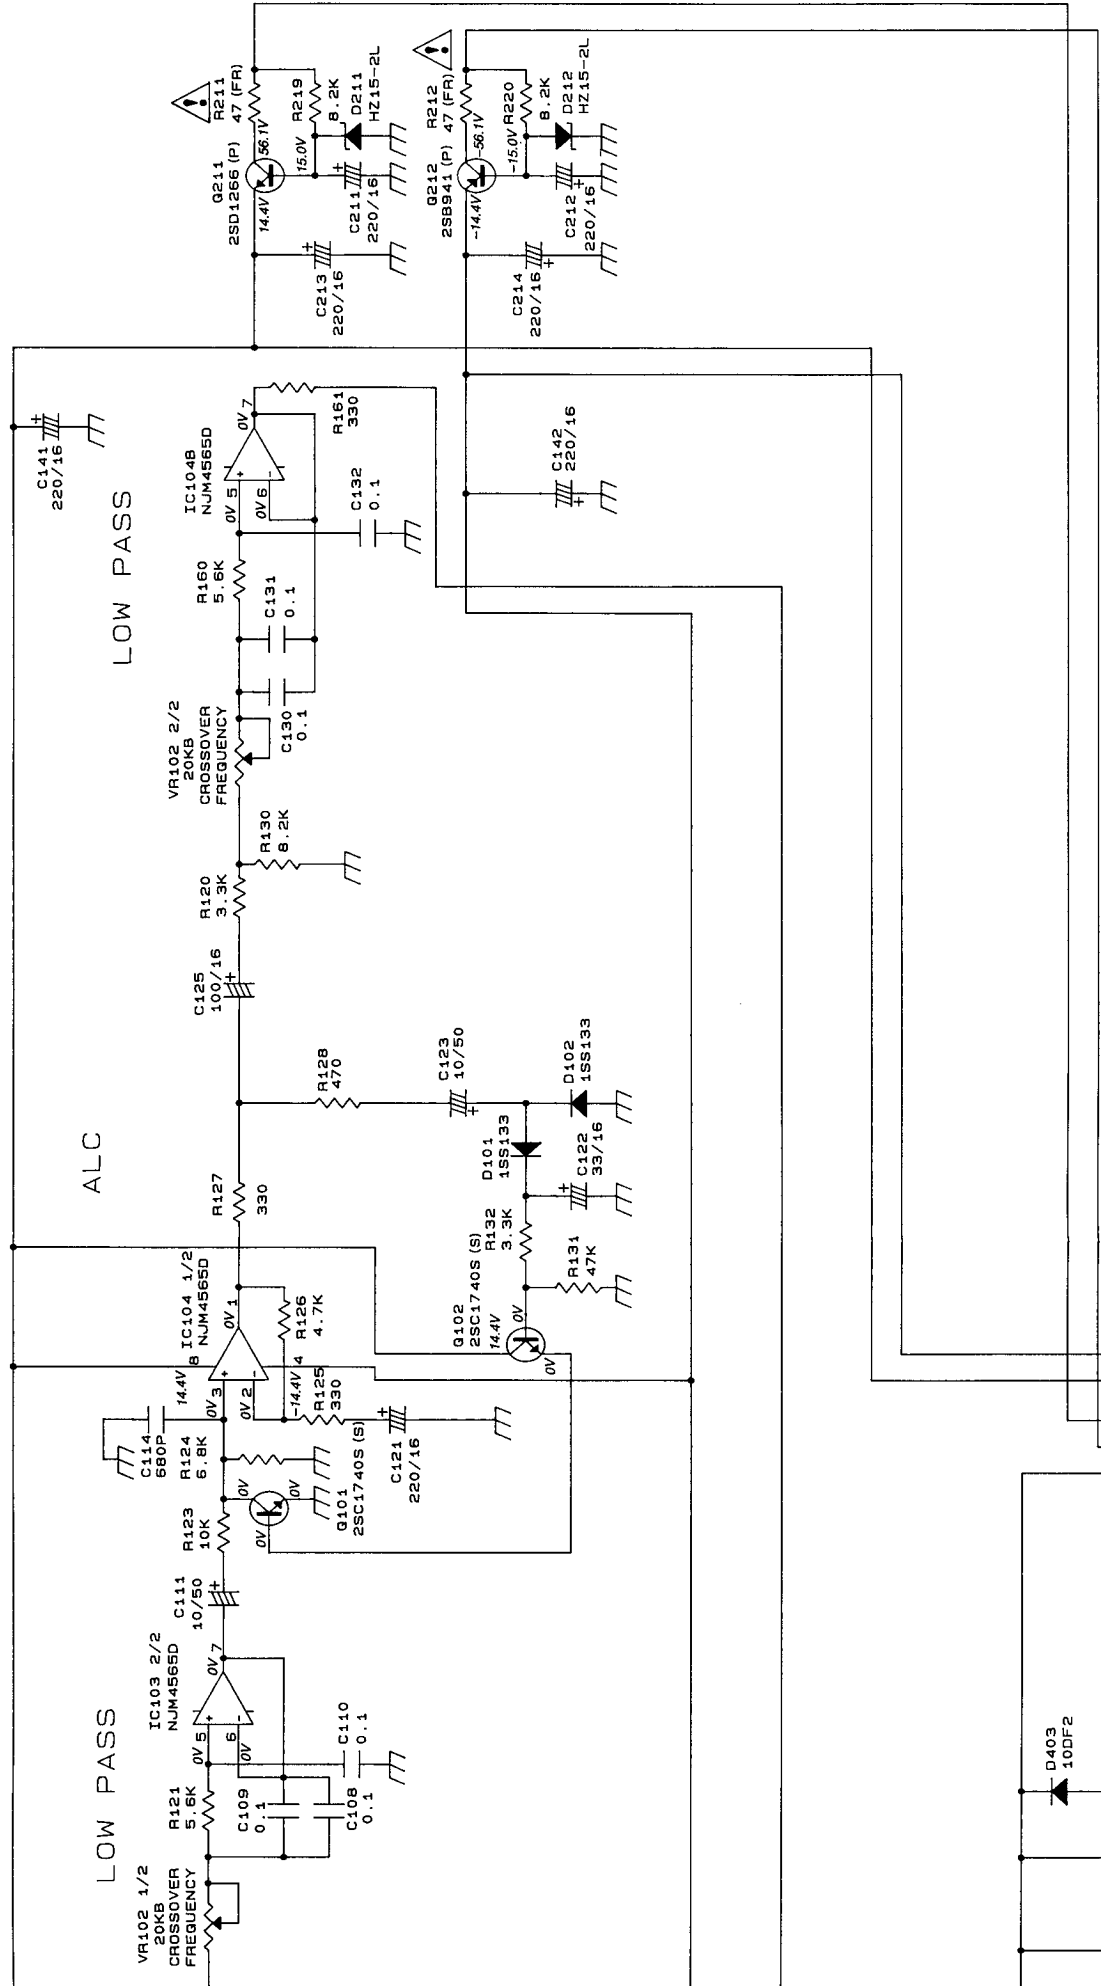 LOW PASS
VR102 1/2
20KB
CROSSOVER
FREQUENCY
R121
5.6K
C109
0.1
C108
0.1
C110
0.1
IC103 2/2
NJM4565D
0V 5
6
0V
0V 7
C111
10/50
R123
10K
R124
6.8K
C114
680P
0V
0V
0V
Q101
2SC1740S (S)
0V 3
0V 2
14.4V 8
-14.4V 4
IC104 1/2
NJM4565D
0V 1
R125
330
R126
4.7K
C121
220/16
ALC
R127
330
Q102
2SC1740S (S)
14.4V
0V
0V
R132
3.3K
R131
47K
D101
1SS133
C122
33/16
R128
470
C123
10/50
D102
1SS133
C125
100/16
R120
3.3K
R130
8.2K
VR102 2/2
20KB
CROSSOVER
FREQUENCY
LOW PASS
C130
0.1
C131
0.1
R160
5.6K
C132
0.1
IC104B
NJM4565D
0V 5
0V 6
0V 7
R161
330
C141
220/16
C142
220/16
C213
220/16
C214
220/16
Q211
2SD1266 (P)
14.4V
56.1V
15.0V
R211
47 (FR)
!
R219
8.2K
D211
HZ15-2L
C211
220/16
Q212
2SB941 (P)
-14.4V
-56.1V
-15.0V
R212
47 (FR)
!
R220
8.2K
D212
HZ15-2L
C212
220/16
D403
10DF2